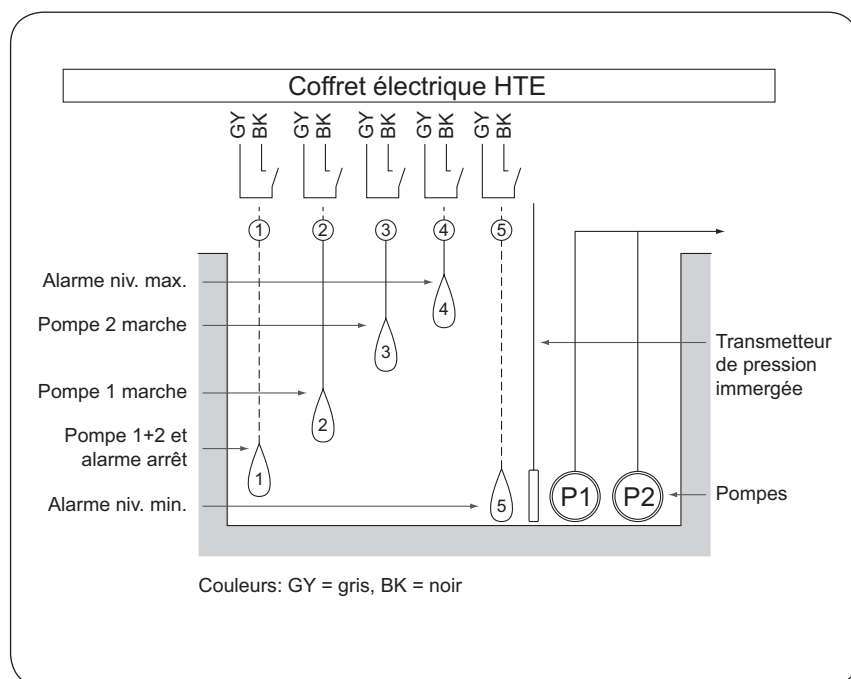 Coffret électrique HTE
GY BK GY BK GY BK GY BK GY BK
1 2 3 4 5
Alarme niv. max.
4
Pompe 2 marche
3
Transmetteur
de pression
immergée
Pompe 1 marche
2
Pompe 1+2 et
alarme arrêt
1
Alarme niv. min.
5
P1 P2
Pompes
Couleurs: GY = gris, BK = noir